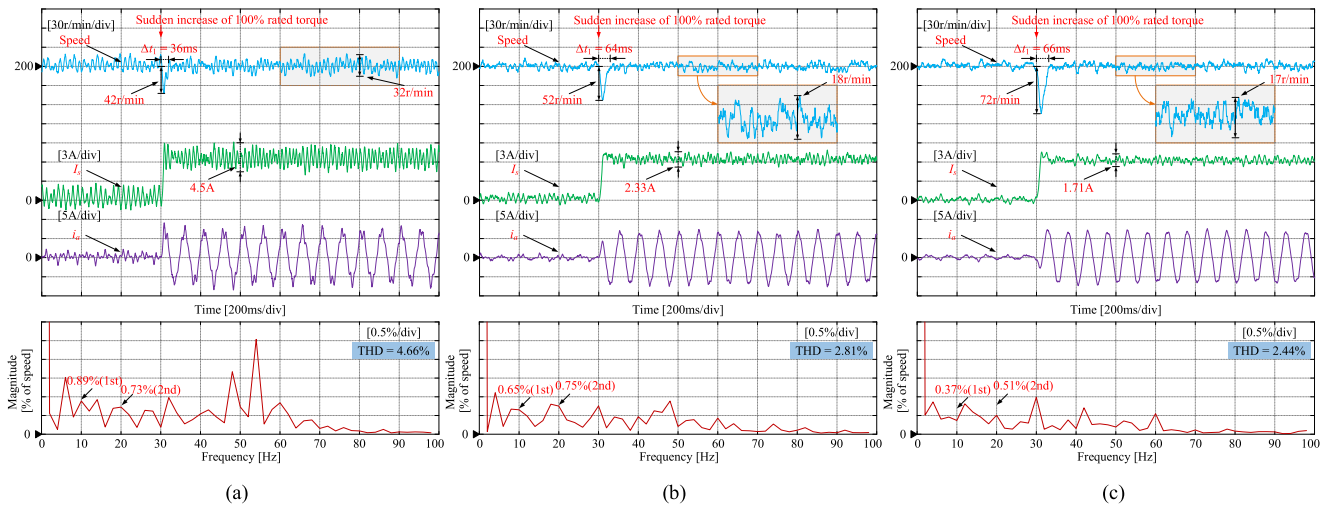 Sudden increase of 100% rated torque
[30r/min/div]
Speed
Δt1 = 36ms
200
42r/min
32r/min
[3A/div]
Is
4.5A
0
[5A/div]
ia
0
Time [200ms/div]
[0.5%/div]
THD = 4.66%
0.89%(1st)
0.73%(2nd)
Magnitude
[% of speed]
0
0 10 20 30 40 50 60 70 80 90 100
Frequency [Hz]
(a)
Sudden increase of 100% rated torque
[30r/min/div]
Speed
Δt1 = 64ms
200
52r/min
18r/min
[3A/div]
Is
2.33A
0
[5A/div]
ia
0
Time [200ms/div]
[0.5%/div]
THD = 2.81%
0.65%(1st)
0.75%(2nd)
Magnitude
[% of speed]
0
0 10 20 30 40 50 60 70 80 90 100
Frequency [Hz]
(b)
Sudden increase of 100% rated torque
[30r/min/div]
Speed
Δt1 = 66ms
200
72r/min
17r/min
[3A/div]
Is
1.71A
0
[5A/div]
ia
0
Time [200ms/div]
[0.5%/div]
THD = 2.44%
0.37%(1st)
0.51%(2nd)
Magnitude
[% of speed]
0
0 10 20 30 40 50 60 70 80 90 100
Frequency [Hz]
(c)